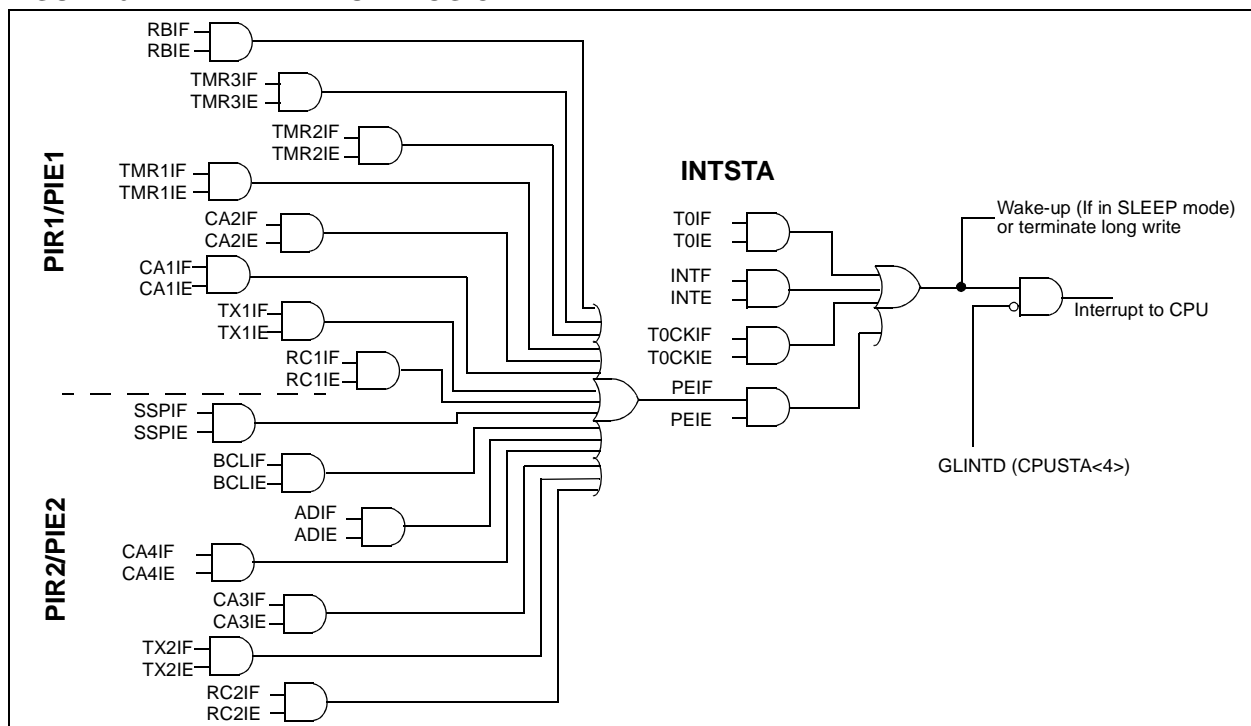 RBIF
RBIE
TMR3IF
TMR3IE
TMR2IF
TMR2IE
TMR1IF
TMR1IE
CA2IF
CA2IE
CA1IF
CA1IE
TX1IF
TX1IE
RC1IF
RC1IE
PIR1/PIE1
SSPIF
SSPIE
BCLIF
BCLIE
ADIF
ADIE
CA4IF
CA4IE
CA3IF
CA3IE
TX2IF
TX2IE
RC2IF
RC2IE
PIR2/PIE2
INTSTA
T0IF
T0IE
INTF
INTE
T0CKIF
T0CKIE
PEIF
PEIE
Wake-up (If in SLEEP mode)
or terminate long write
Interrupt to CPU
GLINTD (CPUSTA<4>)